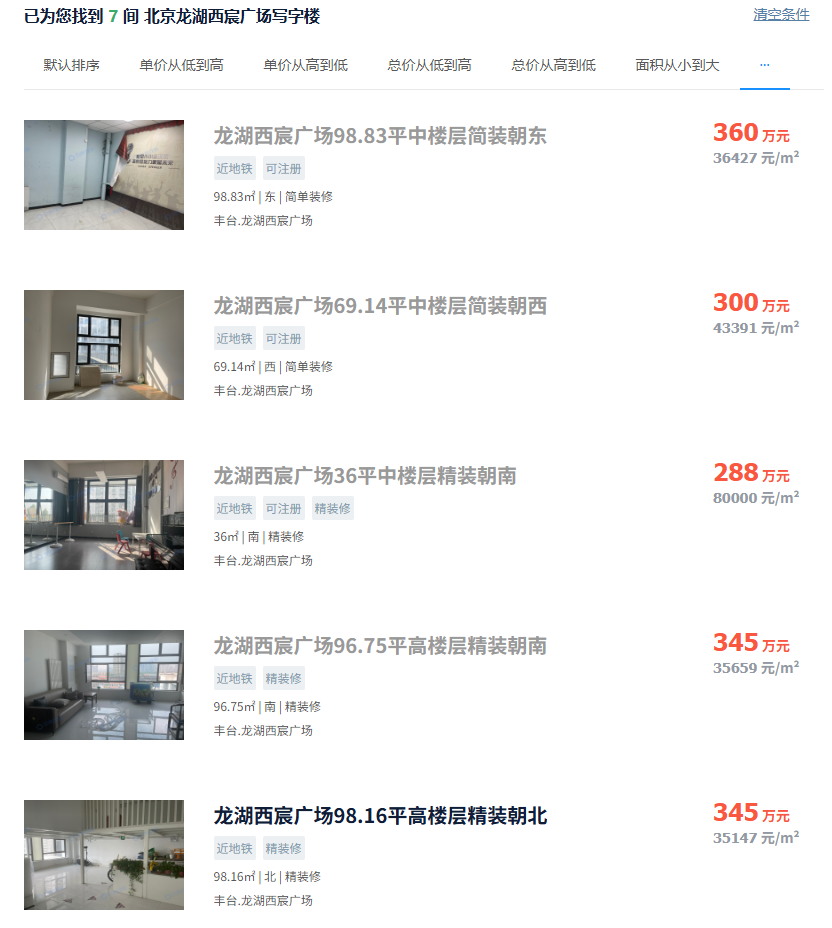 已为您找到 7 间 北京龙湖西宸广场写字楼 清空条件
默认排序 单价从低到高 单价从高到低 总价从低到高 总价从高到低 面积从小到大 ...
龙湖西宸广场98.83平中楼层简装朝东 360 万元
近地铁 可注册 36427 元/m²
98.83㎡ | 东 | 简单装修
丰台.龙湖西宸广场
龙湖西宸广场69.14平中楼层简装朝西 300 万元
近地铁 可注册 43391 元/m²
69.14㎡ | 西 | 简单装修
丰台.龙湖西宸广场
龙湖西宸广场36平中楼层精装朝南 288 万元
近地铁 可注册 精装修 80000 元/m²
36㎡ | 南 | 精装修
丰台.龙湖西宸广场
龙湖西宸广场96.75平高楼层精装朝南 345 万元
近地铁 精装修 35659 元/m²
96.75㎡ | 南 | 精装修
丰台.龙湖西宸广场
龙湖西宸广场98.16平高楼层精装朝北 345 万元
近地铁 精装修 35147 元/m²
98.16㎡ | 北 | 精装修
丰台.龙湖西宸广场